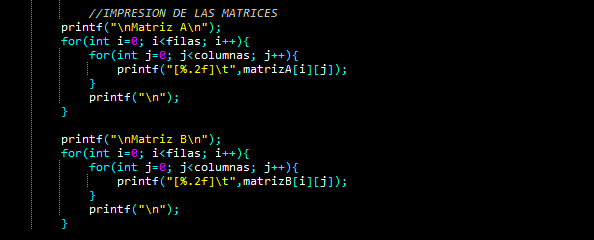 //IMPRESION DE LAS MATRICES
printf("\nMatriz A\n");
for(int i=0; i<filas; i++){
for(int j=0; j<columnas; j++){
printf("[%.2f]\t",matrizA[i][j]);
}
printf("\n");
}
printf("\nMatriz B\n");
for(int i=0; i<filas; i++){
for(int j=0; j<columnas; j++){
printf("[%.2f]\t",matrizB[i][j]);
}
printf("\n");
}